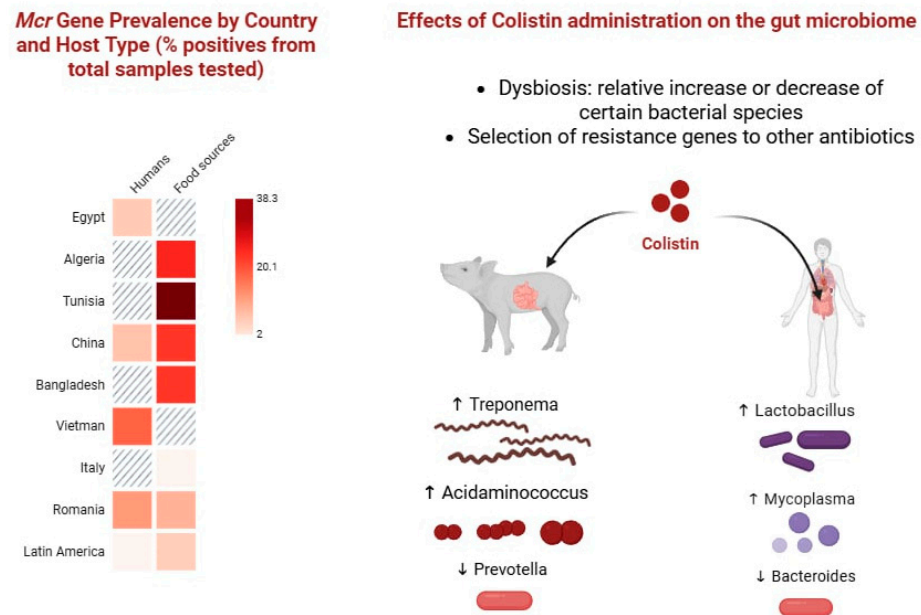 Mcr Gene Prevalence by Country
and Host Type (% positives from
total samples tested)
Humans
Food sources
38.3
20.1
2
Egypt
Algeria
Tunisia
China
Bangladesh
Vietman
Italy
Romania
Latin America
Effects of Colistin administration on the gut microbiome
• Dysbiosis: relative increase or decrease of
certain bacterial species
• Selection of resistance genes to other antibiotics
Colistin
↑ Treponema
↑ Acidaminococcus
↓ Prevotella
↑ Lactobacillus
↑ Mycoplasma
↓ Bacteroides